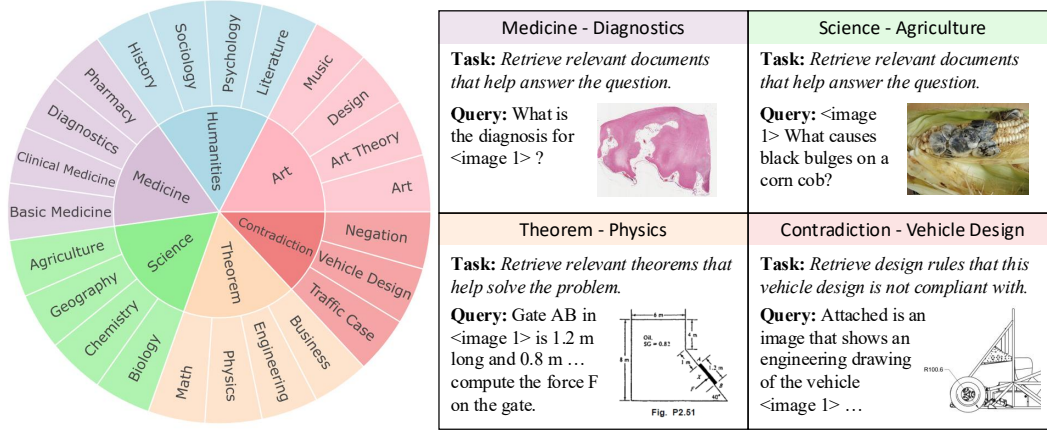 Humanities
Art
Contradiction
Theorem
Science
Medicine
History
Sociology
Psychology
Literature
Music
Design
Art Theory
Art
Negation
Vehicle Design
Traffic Case
Business
Engineering
Physics
Math
Biology
Chemistry
Geography
Agriculture
Basic Medicine
Clinical Medicine
Diagnostics
Pharmacy
Medicine - Diagnostics
Task: Retrieve relevant documents
that help answer the question.
Query: What is
the diagnosis for
<image 1> ?
Science - Agriculture
Task: Retrieve relevant documents
that help answer the question.
Query: <image
1> What causes
black bulges on a
corn cob?
Theorem - Physics
Task: Retrieve relevant theorems that
help solve the problem.
Query: Gate AB in
<image 1> is 1.2 m
long and 0.8 m …
compute the force F
on the gate.
6 m
4 m
8 m
1 m
1.2 m
40°
Fig. P2.51
Contradiction - Vehicle Design
Task: Retrieve design rules that this
vehicle design is not compliant with.
Query: Attached is an
image that shows an
engineering drawing
of the vehicle
<image 1> …
R100.6